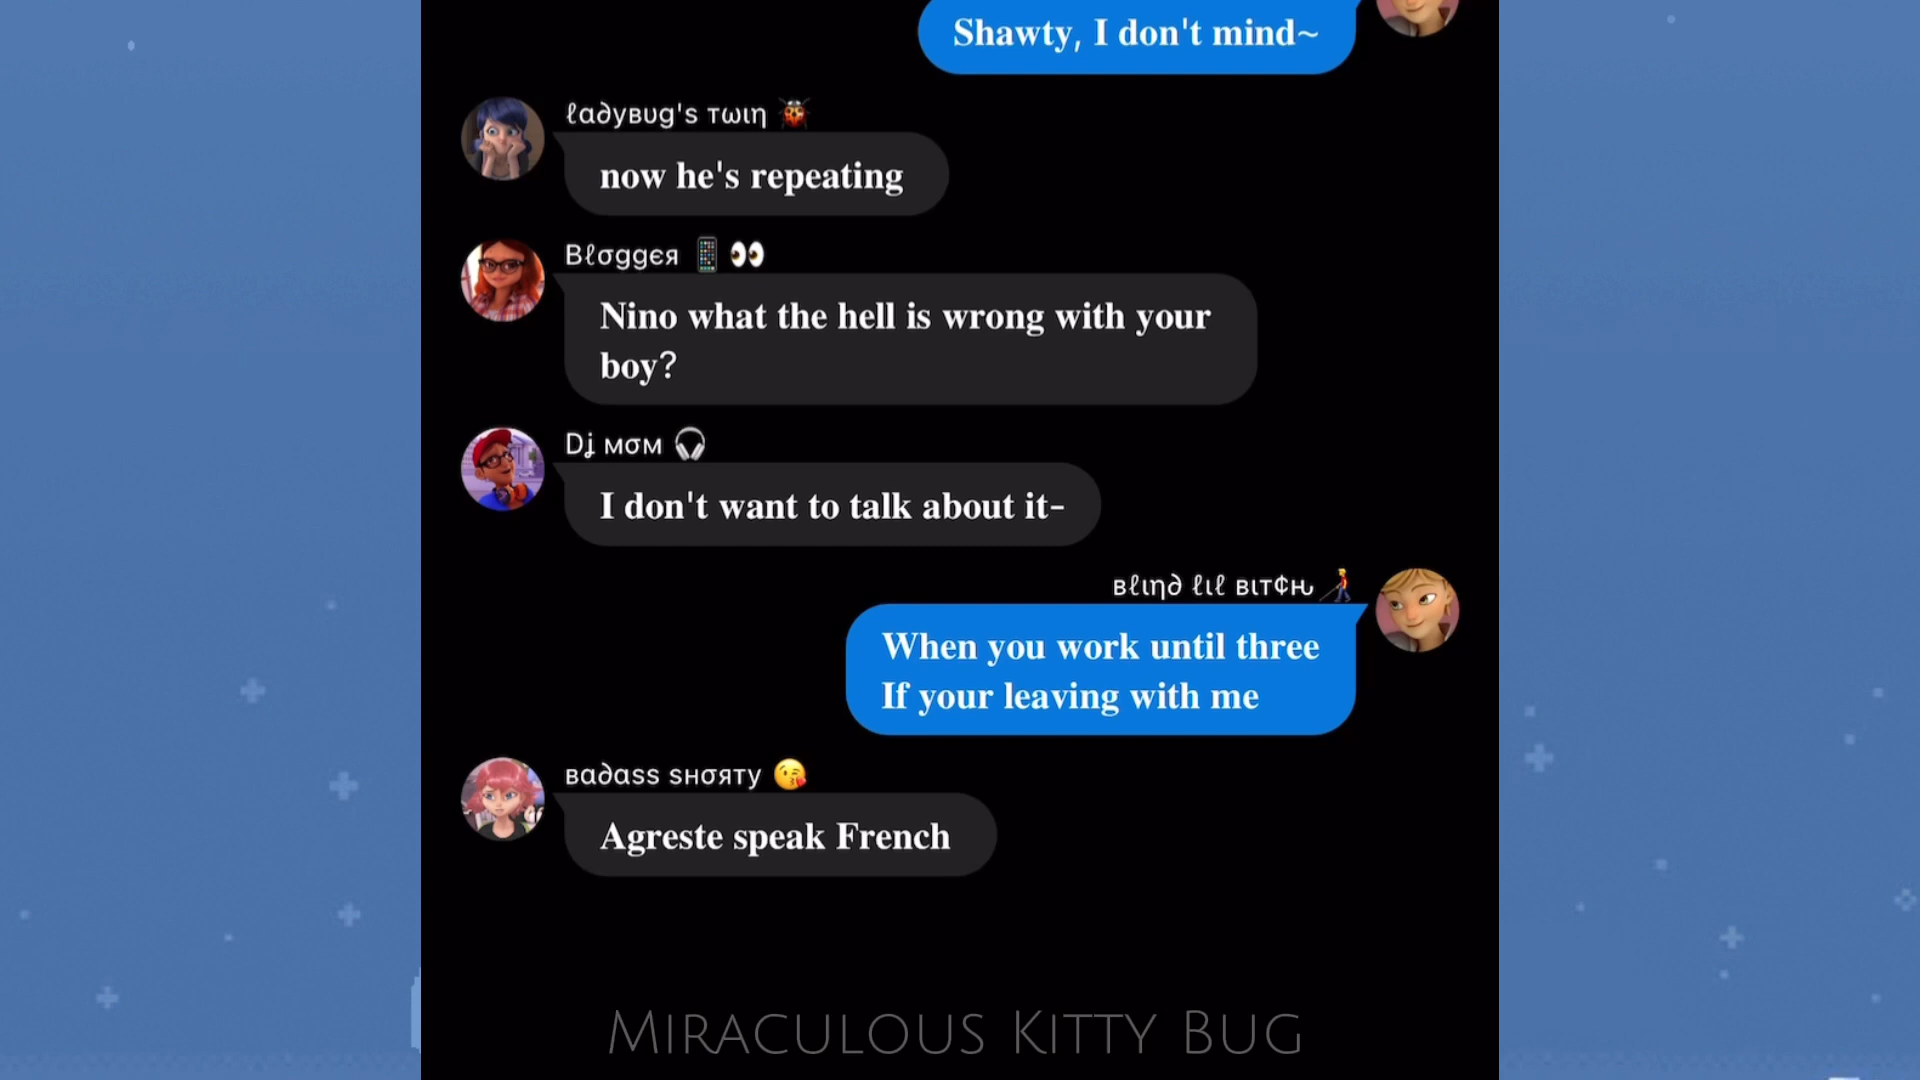 Shawty, I don't mind~
ℓα∂увυg's тωιη 🐞
now he's repeating
Bℓσggєя 📱 👀
Nino what the hell is wrong with your
boy?
Dʝ мσм 🎧
I don't want to talk about it-
вℓιη∂ ℓιℓ вιт¢н 👨‍🦯
When you work until three
If your leaving with me
вα∂αѕѕ ѕнσяту 😘
Agreste speak French
MIRACULOUS KITTY BUG